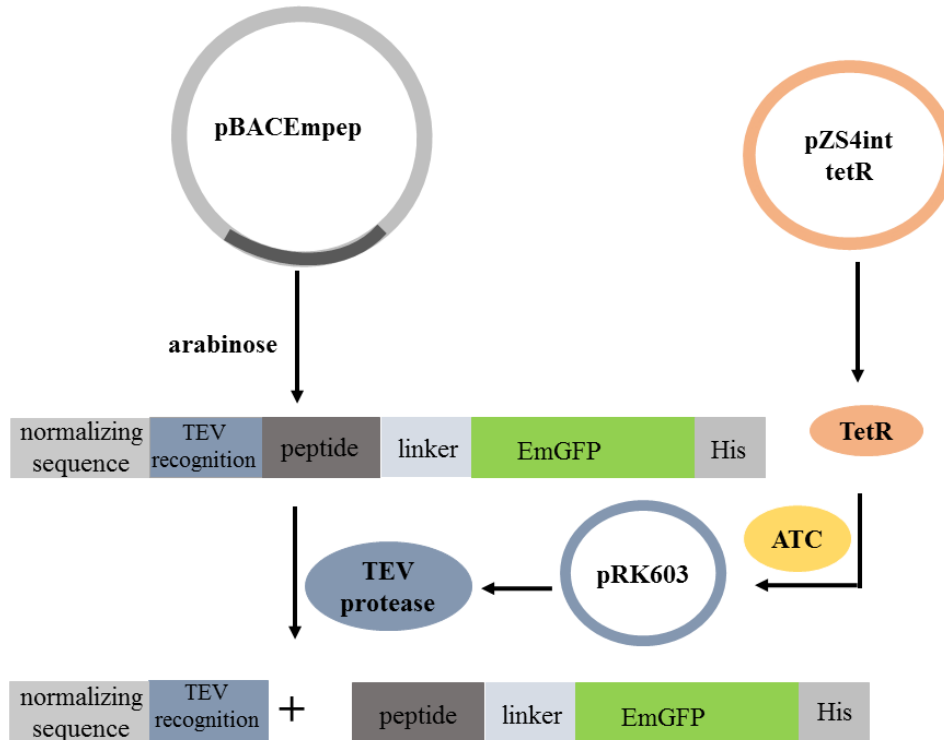 pBACEmpep
pZS4int
tetR
arabinose
normalizing
sequence
TEV
recognition
peptide
linker
EmGFP
His
TetR
ATC
TEV
protease
pRK603
normalizing
sequence
TEV
recognition
+
peptide
linker
EmGFP
His